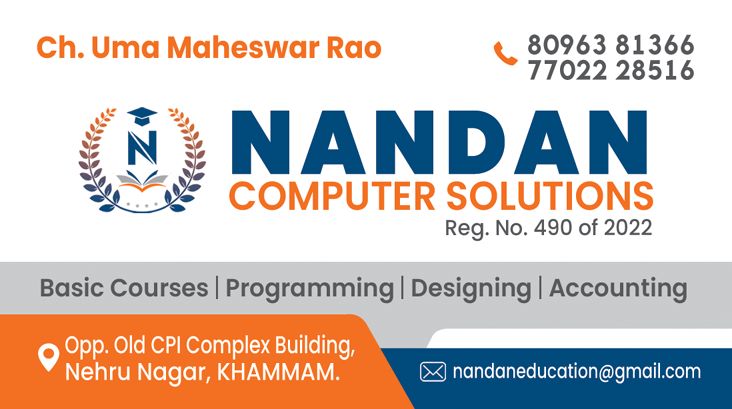 Ch. Uma Maheswar Rao
80963 81366
77022 28516
N
NANDAN
COMPUTER SOLUTIONS
Reg. No. 490 of 2022
Basic Courses | Programming | Designing | Accounting
Opp. Old CPI Complex Building,
Nehru Nagar, KHAMMAM.
nandaneducation@gmail.com